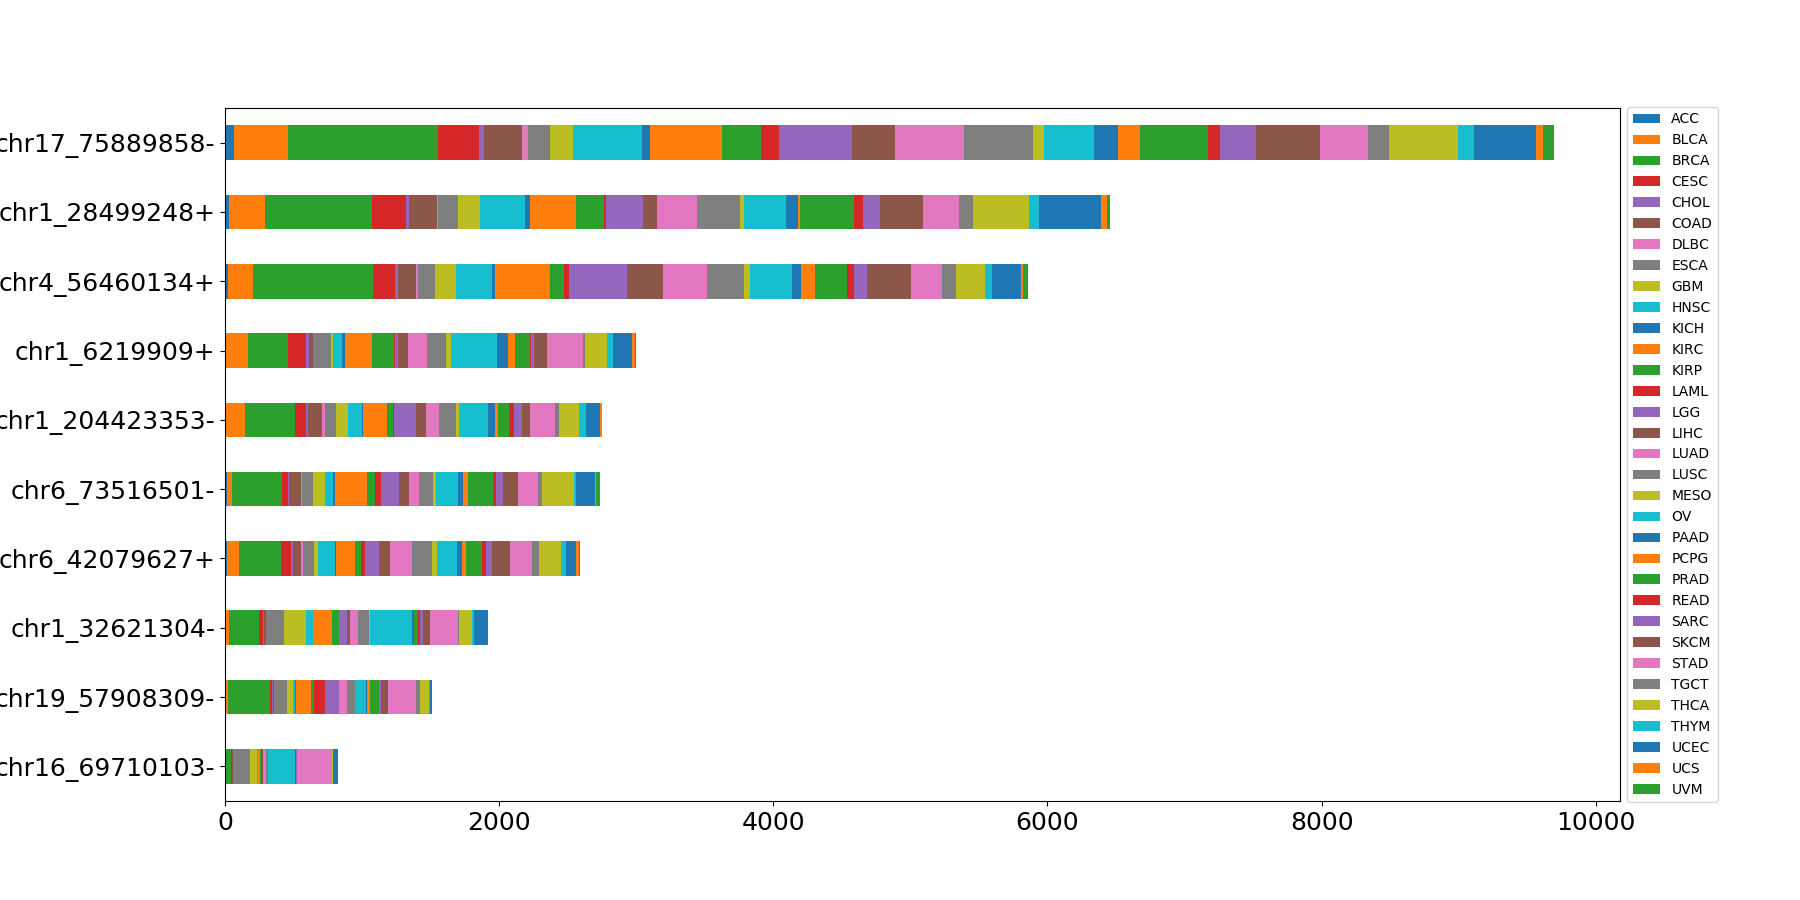 chr17_75889858-
chr1_28499248+
chr4_56460134+
chr1_6219909+
chr1_204423353-
chr6_73516501-
chr6_42079627+
chr1_32621304-
chr19_57908309-
chr16_69710103-
0 2000 4000 6000 8000 10000
ACC
BLCA
BRCA
CESC
CHOL
COAD
DLBC
ESCA
GBM
HNSC
KICH
KIRC
KIRP
LAML
LGG
LIHC
LUAD
LUSC
MESO
OV
PAAD
PCPG
PRAD
READ
SARC
SKCM
STAD
TGCT
THCA
THYM
UCEC
UCS
UVM